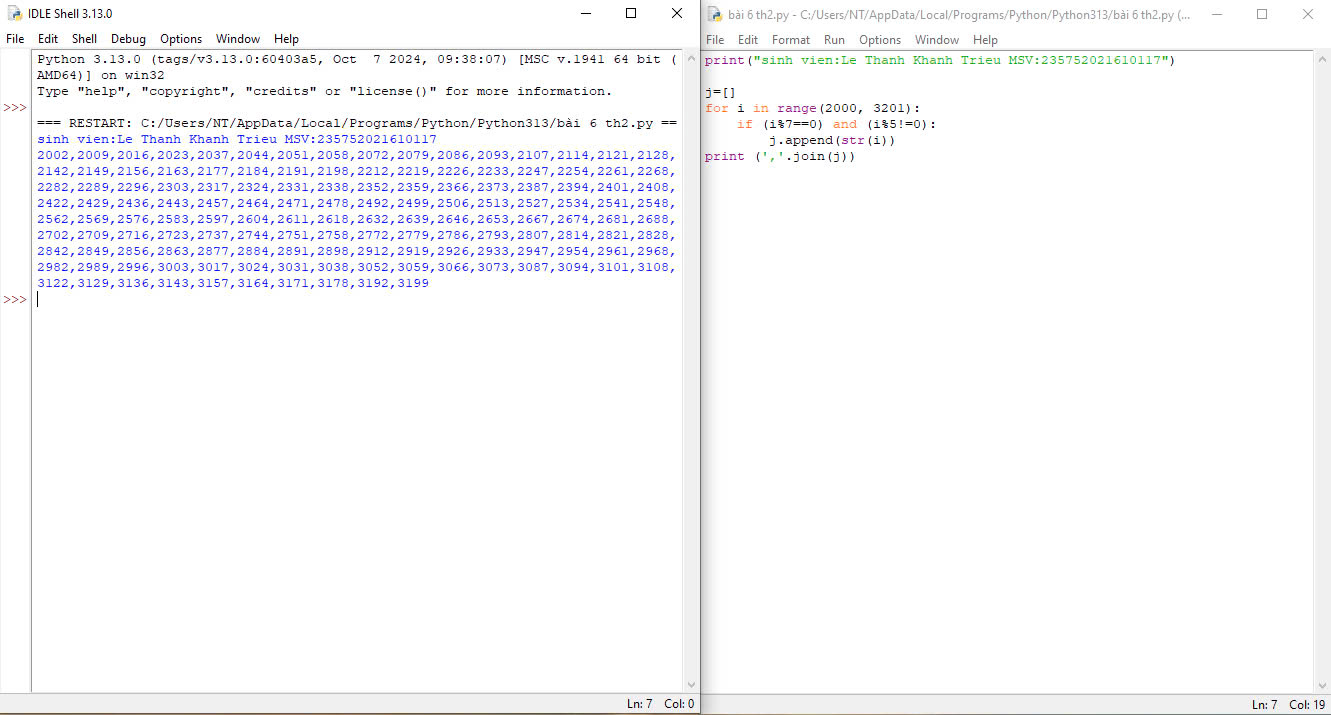 IDLE Shell 3.13.0
File Edit Shell Debug Options Window Help
Python 3.13.0 (tags/v3.13.0:60403a5, Oct  7 2024, 09:38:07) [MSC v.1941 64 bit (
AMD64)] on win32
Type "help", "copyright", "credits" or "license()" for more information.
>>>
=== RESTART: C:/Users/NT/AppData/Local/Programs/Python/Python313/bài 6 th2.py ==
sinh vien:Le Thanh Khanh Trieu MSV:235752021610117
2002,2009,2016,2023,2037,2044,2051,2058,2072,2079,2086,2093,2107,2114,2121,2128,
2142,2149,2156,2163,2177,2184,2191,2198,2212,2219,2226,2233,2247,2254,2261,2268,
2282,2289,2296,2303,2317,2324,2331,2338,2352,2359,2366,2373,2387,2394,2401,2408,
2422,2429,2436,2443,2457,2464,2471,2478,2492,2499,2506,2513,2527,2534,2541,2548,
2562,2569,2576,2583,2597,2604,2611,2618,2632,2639,2646,2653,2667,2674,2681,2688,
2702,2709,2716,2723,2737,2744,2751,2758,2772,2779,2786,2793,2807,2814,2821,2828,
2842,2849,2856,2863,2877,2884,2891,2898,2912,2919,2926,2933,2947,2954,2961,2968,
2982,2989,2996,3003,3017,3024,3031,3038,3052,3059,3066,3073,3087,3094,3101,3108,
3122,3129,3136,3143,3157,3164,3171,3178,3192,3199
>>>
Ln: 7 Col: 0
bài 6 th2.py - C:/Users/NT/AppData/Local/Programs/Python/Python313/bài 6 th2.py (...
File Edit Format Run Options Window Help
print("sinh vien:Le Thanh Khanh Trieu MSV:235752021610117")
j=[]
for i in range(2000, 3201):
    if (i%7==0) and (i%5!=0):
        j.append(str(i))
print (','.join(j))
Ln: 7 Col: 19